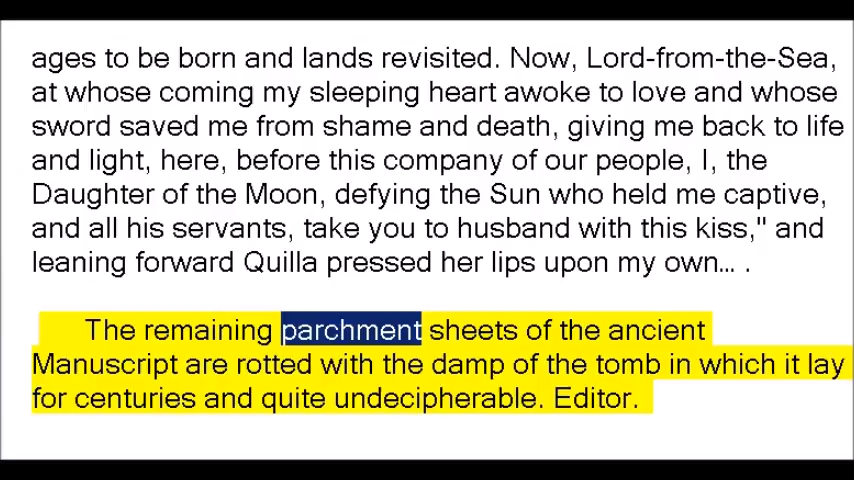 ages to be born and lands revisited. Now, Lord-from-the-Sea,
at whose coming my sleeping heart awoke to love and whose
sword saved me from shame and death, giving me back to life
and light, here, before this company of our people, I, the
Daughter of the Moon, defying the Sun who held me captive,
and all his servants, take you to husband with this kiss," and
leaning forward Quilla pressed her lips upon my own... .
The remaining parchment sheets of the ancient
Manuscript are rotted with the damp of the tomb in which it lay
for centuries and quite undecipherable. Editor.